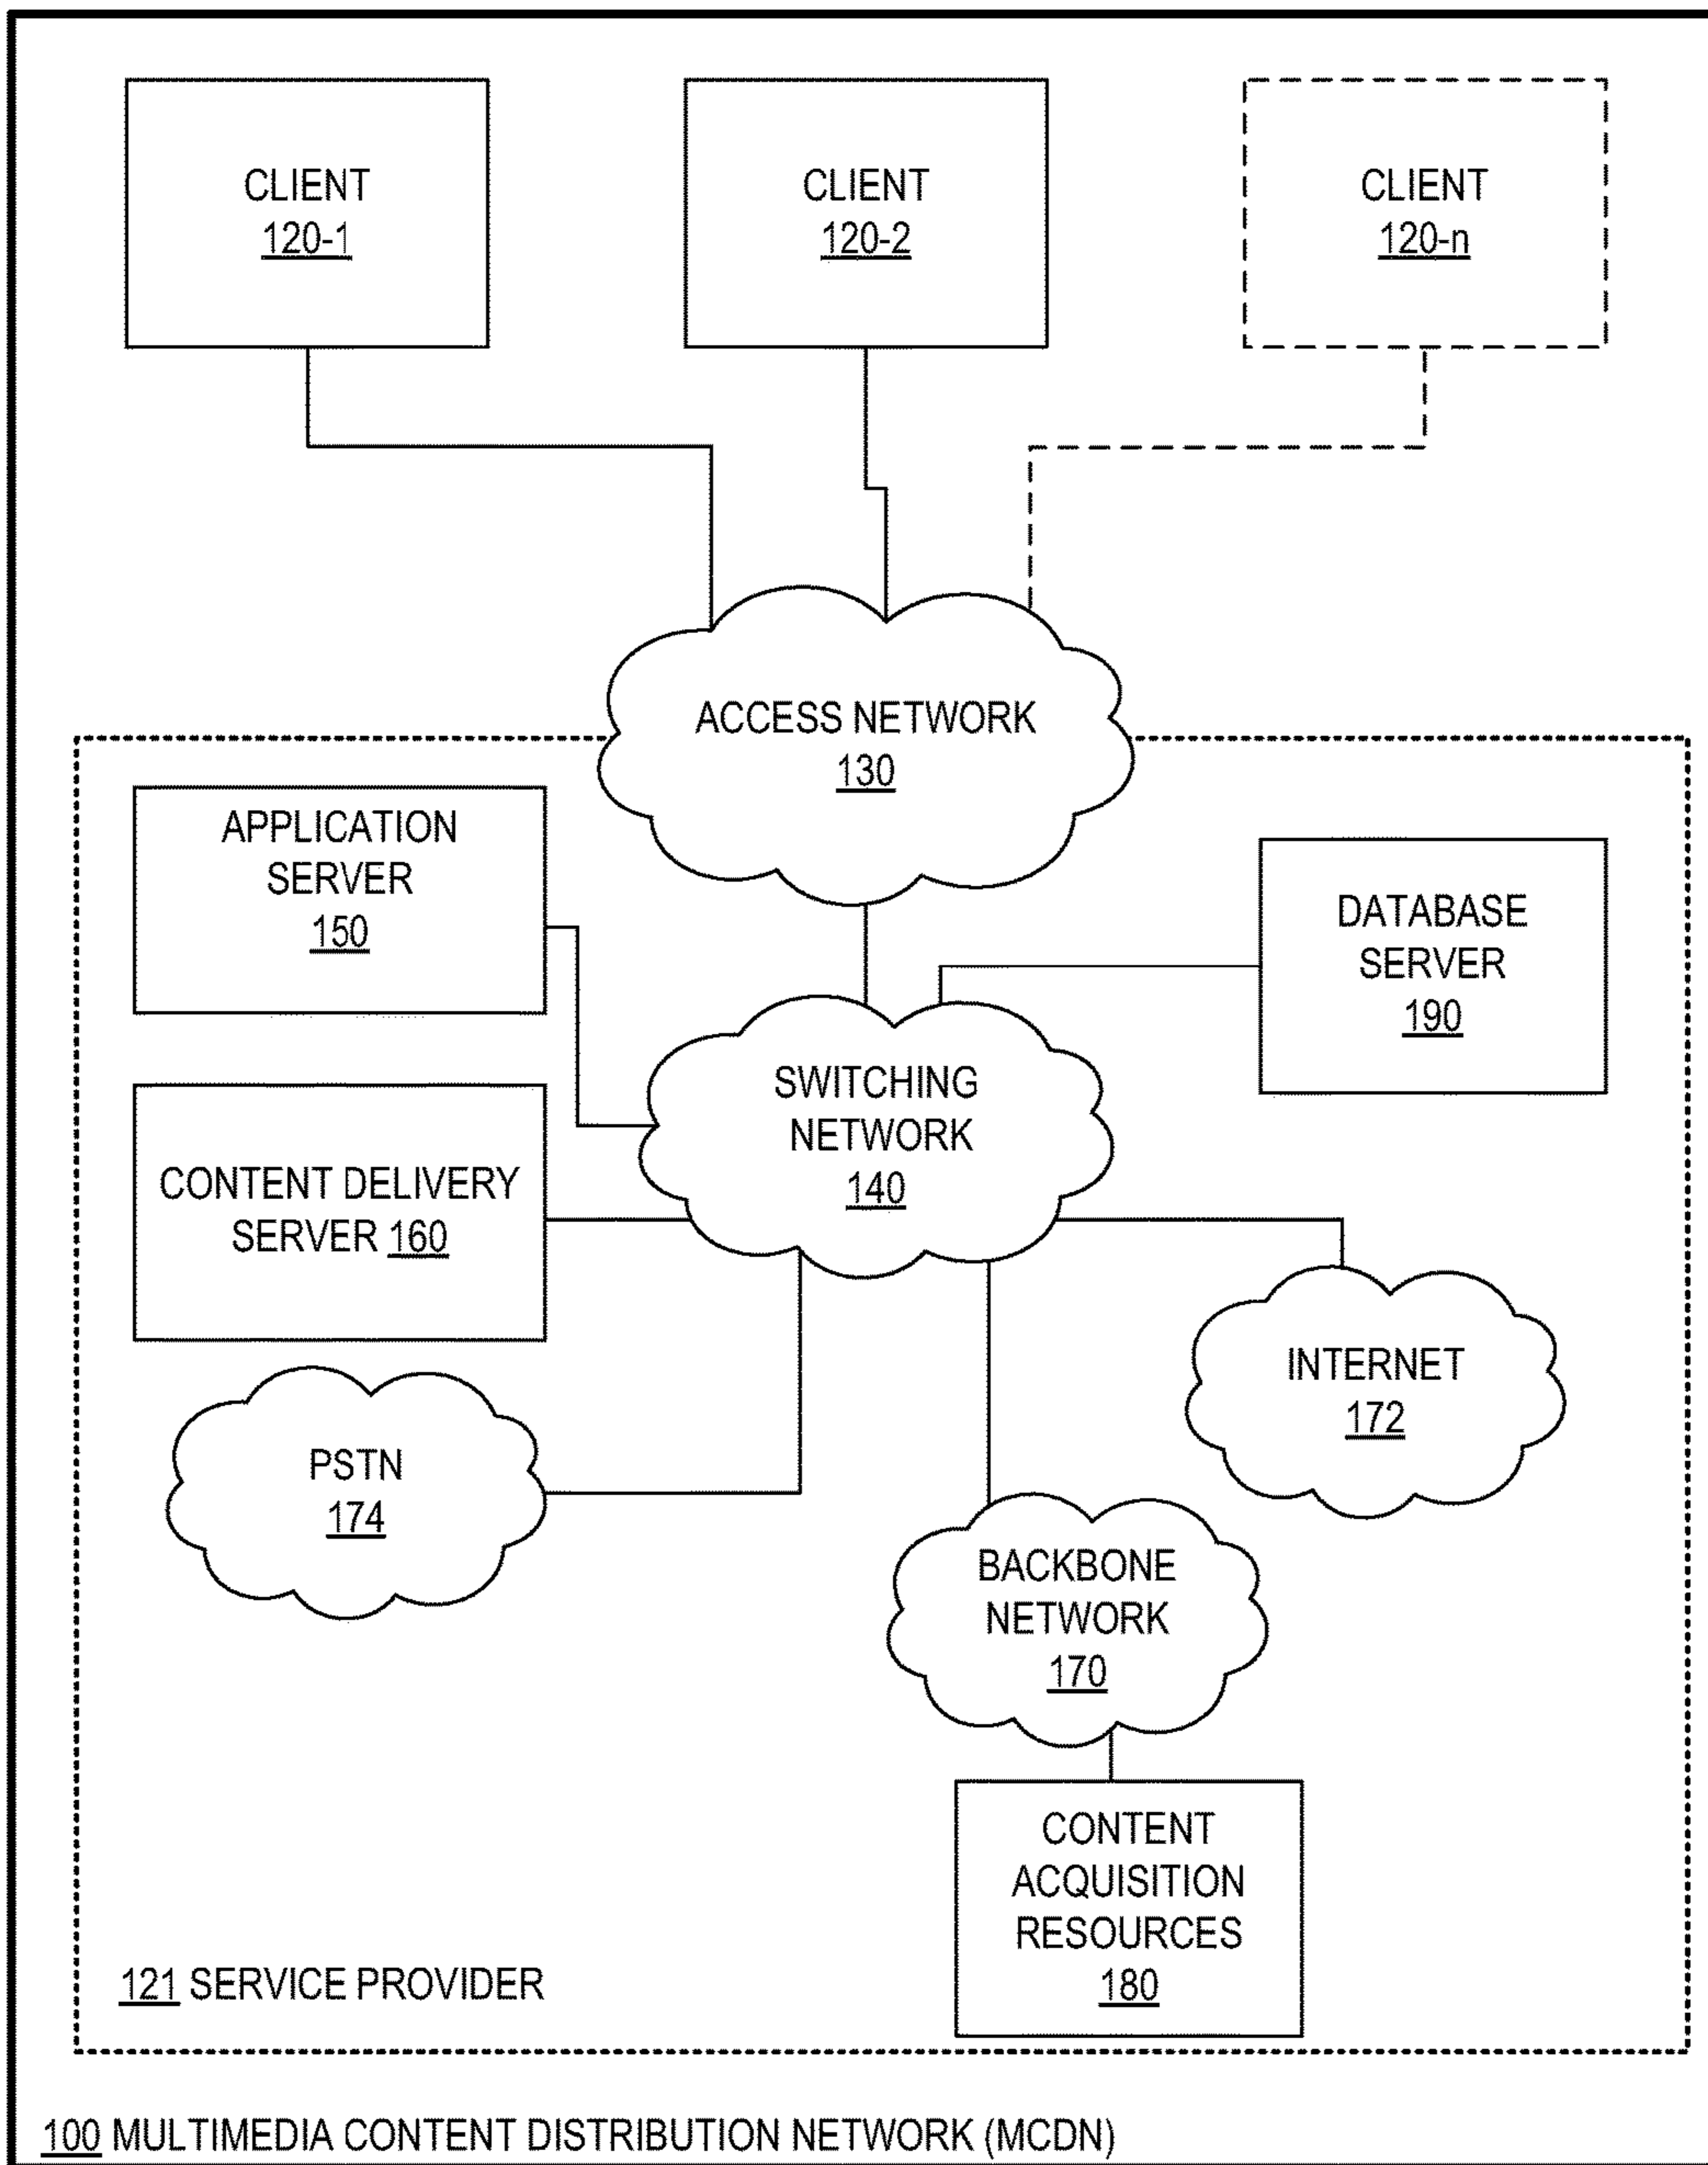 CLIENT
120-1
CLIENT
120-2
CLIENT
120-n
ACCESS NETWORK
130
APPLICATION
SERVER
150
DATABASE
SERVER
190
SWITCHING
NETWORK
140
CONTENT DELIVERY
SERVER 160
INTERNET
172
PSTN
174
BACKBONE
NETWORK
170
CONTENT
ACQUISITION
RESOURCES
180
121 SERVICE PROVIDER
100 MULTIMEDIA CONTENT DISTRIBUTION NETWORK (MCDN)